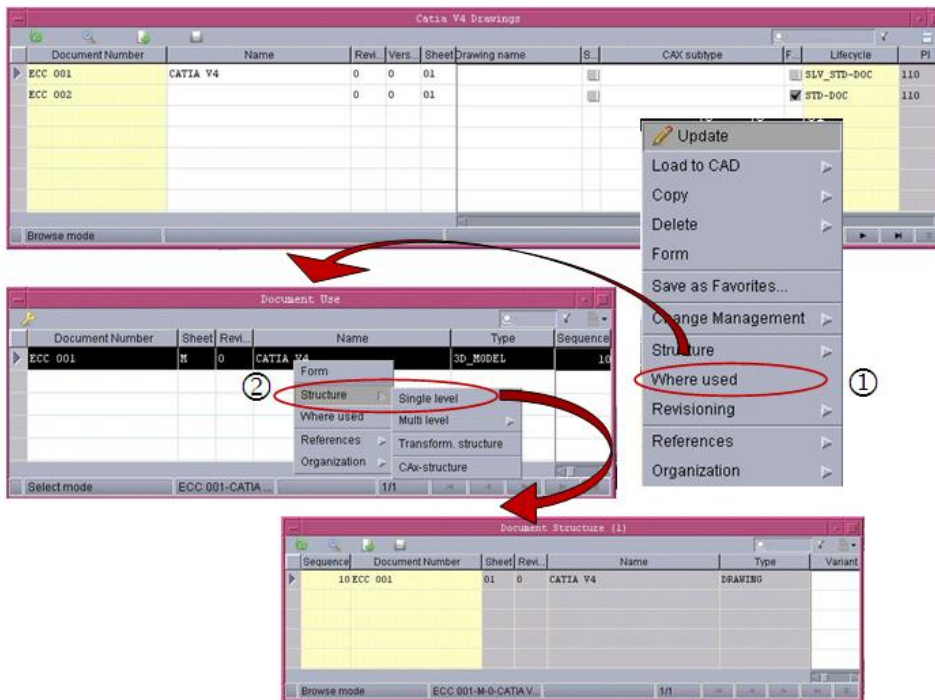 Catia V4 Drawings
Document Number Name Revi... Vers... Sheet Drawing name S... CAX subtype F... Lifecycle Pl
ECC 001 CATIA V4 0 0 01 SLV_STD-DOC 110
ECC 002 0 0 01 STD-DOC 110
Browse mode
Update
Load to CAD
Copy
Delete
Form
Save as Favorites...
Change Management
Structure
Where used
①
Revisioning
References
Organization
Document Use
Document Number Sheet Revi... Name Type Sequence
ECC 001 M 0 CATIA V4 3D_MODEL 10
②
Form
Structure
Where used
References
Organization
Single level
Multi level
Transform. structure
CAx-structure
Select mode ECC 001-CATIA ... 1/1
Document Structure (1)
Sequence Document Number Sheet Revi... Name Type Variant
10 ECC 001 01 0 CATIA V4 DRAWING
Browse mode ECC 001-M-0-CATIA V... 1/1